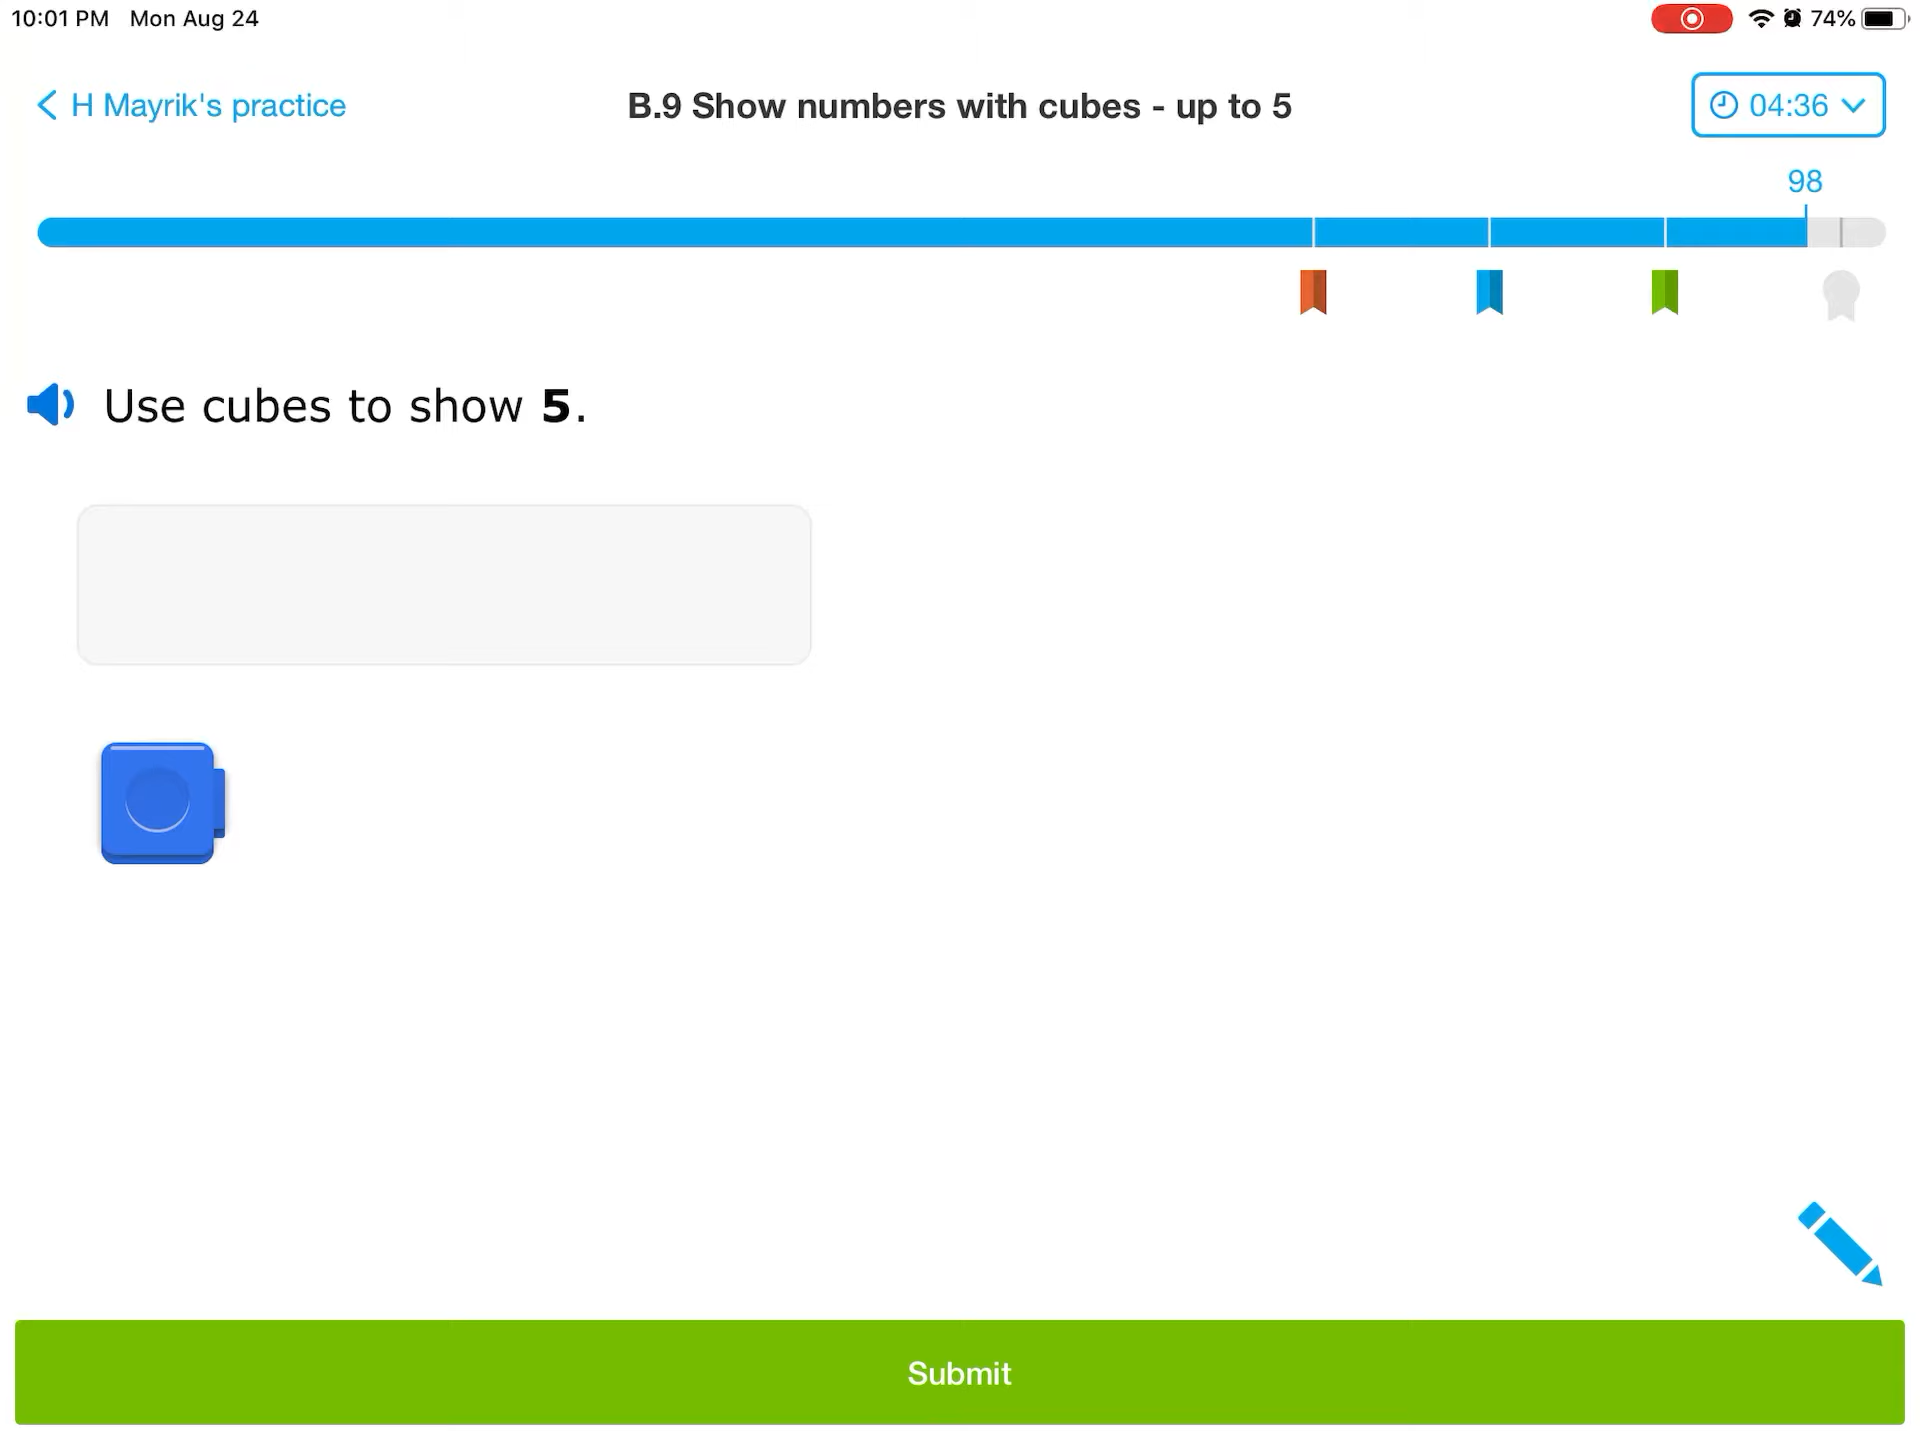 10:01 PM Mon Aug 24 74%
H Mayrik's practice B.9 Show numbers with cubes - up to 5 04:36
98
Use cubes to show 5.
Submit